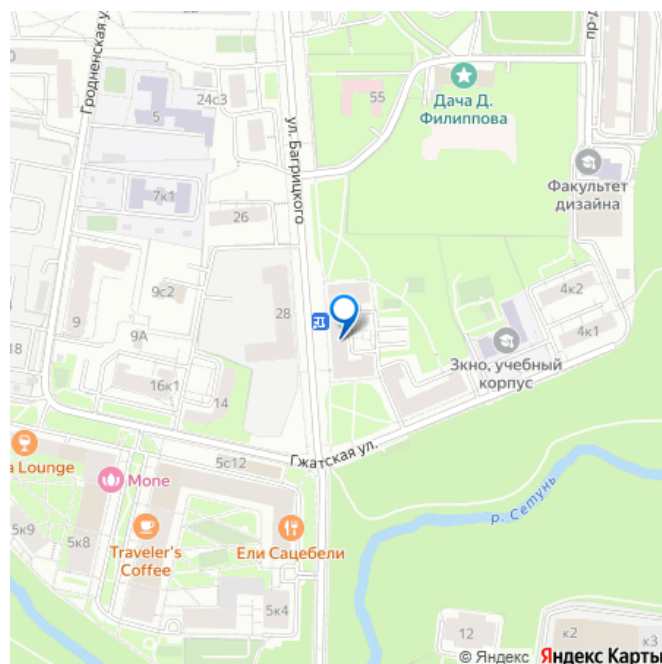 Гродненская у
24с3
5
ул. Багрицкого
55
Дача Д.
Филиппова
Факультет
дизайна
7к1
26
9с2
28
4к2
9
9А
4к1
18
Зкно, учебный
корпус
16к1
14
5с12
Гжатская ул.
a Lounge
Mone
р. Сетунь
5к9
5к8
Traveler's
Coffee
Ели Сацебели
5к4
12
к2
к3
© Яндекс Яндекс Карты